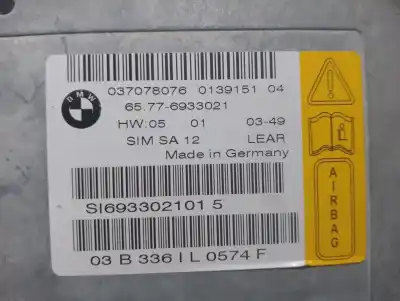 BMW
037078076 0139151 04
65.77-6933021
HW:05 01 03-49
SIM SA 12 LEAR
Made in Germany
SI693302101 5
03 B 336 I L 0574 F
AIRBAG